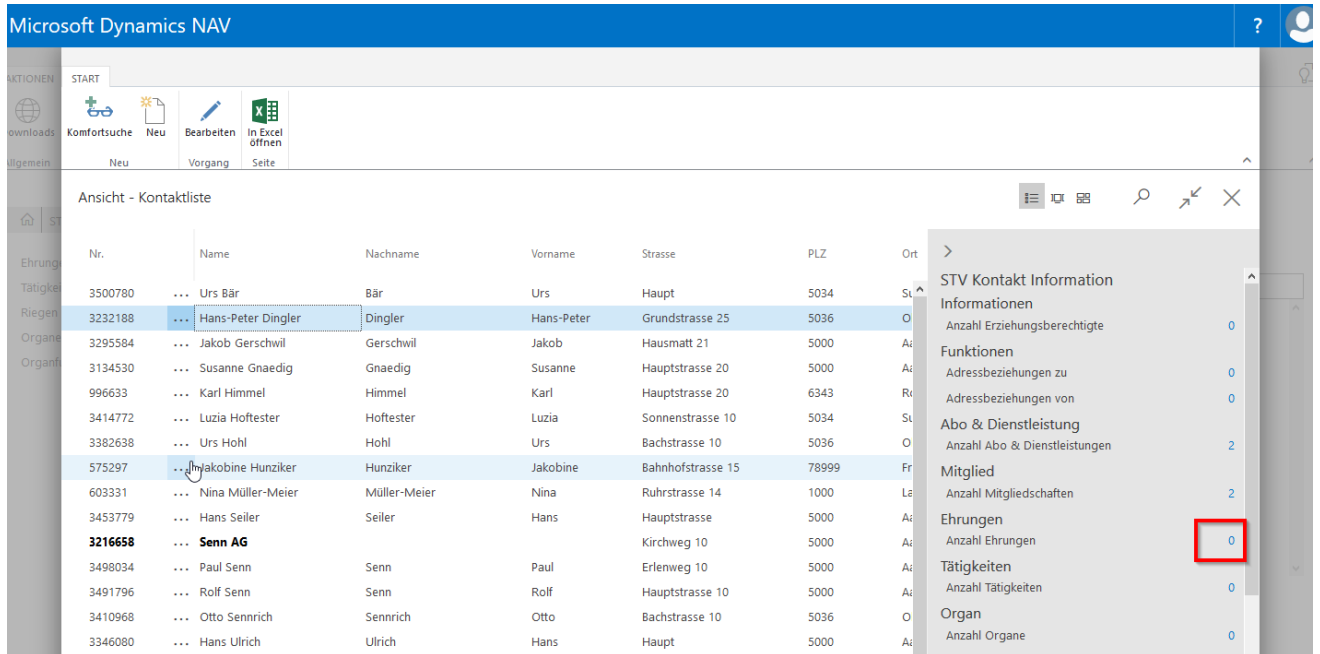 Microsoft Dynamics NAV ?
AKTIONEN START
Komfortsuche Neu Bearbeiten In Excel öffnen
Neu Vorgang Seite
Ansicht - Kontaktliste
Nr. Name Nachname Vorname Strasse PLZ Ort
3500780 ... Urs Bär Bär Urs Haupt 5034
3232188 ... Hans-Peter Dingler Dingler Hans-Peter Grundstrasse 25 5036
3295584 ... Jakob Gerschwil Gerschwil Jakob Hausmatt 21 5000
3134530 ... Susanne Gnaedig Gnaedig Susanne Hauptstrasse 20 5000
996633 ... Karl Himmel Himmel Karl Hauptstrasse 20 6343
3414772 ... Luzia Hoftester Hoftester Luzia Sonnenstrasse 10 5034
3382638 ... Urs Hohl Hohl Urs Bachstrasse 10 5036
575297 ... Jakobine Hunziker Hunziker Jakobine Bahnhofstrasse 15 78999
603331 ... Nina Müller-Meier Müller-Meier Nina Ruhrstrasse 14 1000
3453779 ... Hans Seiler Seiler Hans Hauptstrasse 5000
3216658 ... Senn AG Kirchweg 10 5000
3498034 ... Paul Senn Senn Paul Erlenweg 10 5000
3491796 ... Rolf Senn Senn Rolf Hauptstrasse 10 5000
3410968 ... Otto Sennrich Sennrich Otto Bachstrasse 10 5036
3346080 ... Hans Ulrich Ulrich Hans Haupt 5000
STV Kontakt Information
Informationen
Anzahl Erziehungsberechtigte 0
Funktionen
Adressbeziehungen zu 0
Adressbeziehungen von 0
Abo & Dienstleistung
Anzahl Abo & Dienstleistungen 2
Mitglied
Anzahl Mitgliedschaften 2
Ehrungen
Anzahl Ehrungen 0
Tätigkeiten
Anzahl Tätigkeiten 0
Organ
Anzahl Organe 0